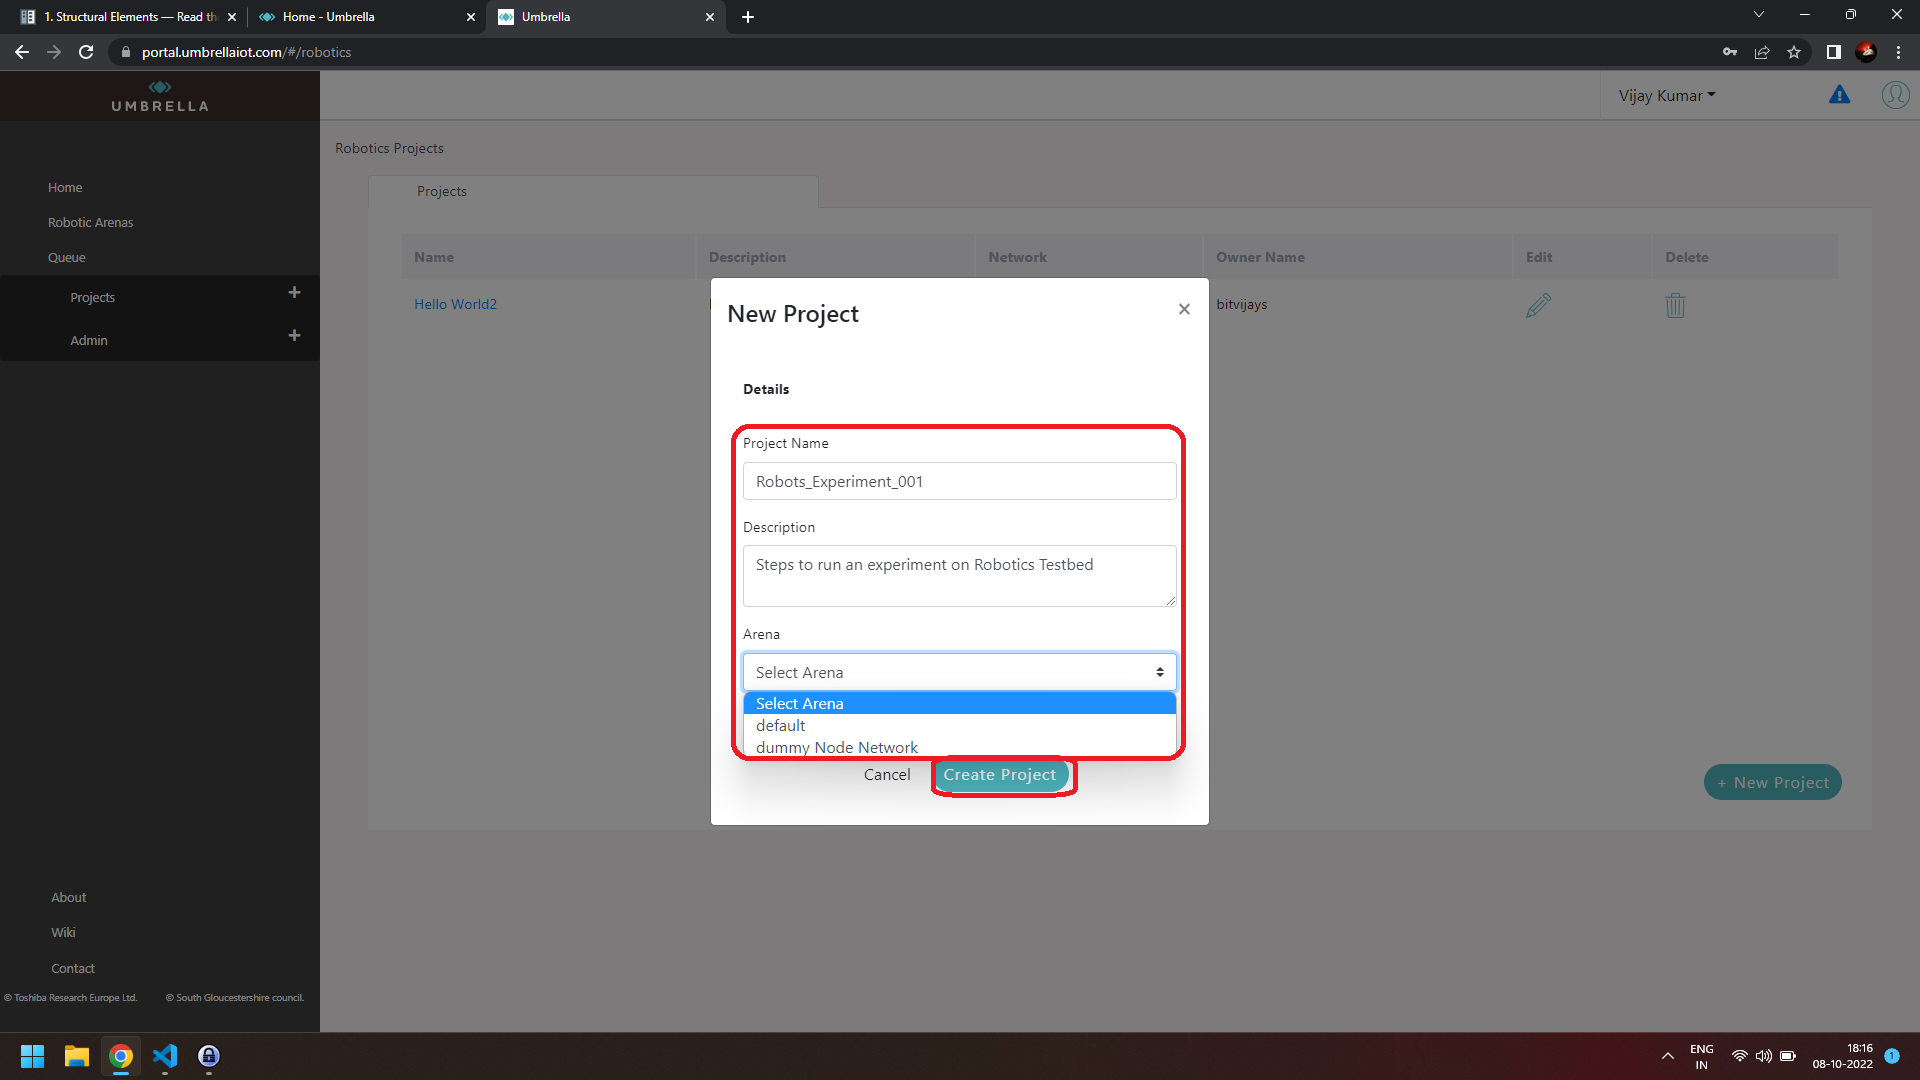 1. Structural Elements — Read th
Home - Umbrella
Umbrella
portal.umbrellaiot.com/#/robotics
UMBRELLA
Vijay Kumar
Home
Robotic Arenas
Queue
Projects
Admin
About
Wiki
Contact
© Toshiba Research Europe Ltd.
© South Gloucestershire council.
Robotics Projects
Projects
Name
Description
Network
Owner Name
Edit
Delete
Hello World2
bitvijays
+ New Project
New Project
×
Details
Project Name
Robots_Experiment_001
Description
Steps to run an experiment on Robotics Testbed
Arena
Select Arena
Select Arena
default
dummy Node Network
Cancel
Create Project
ENG
IN
18:16
08-10-2022
1